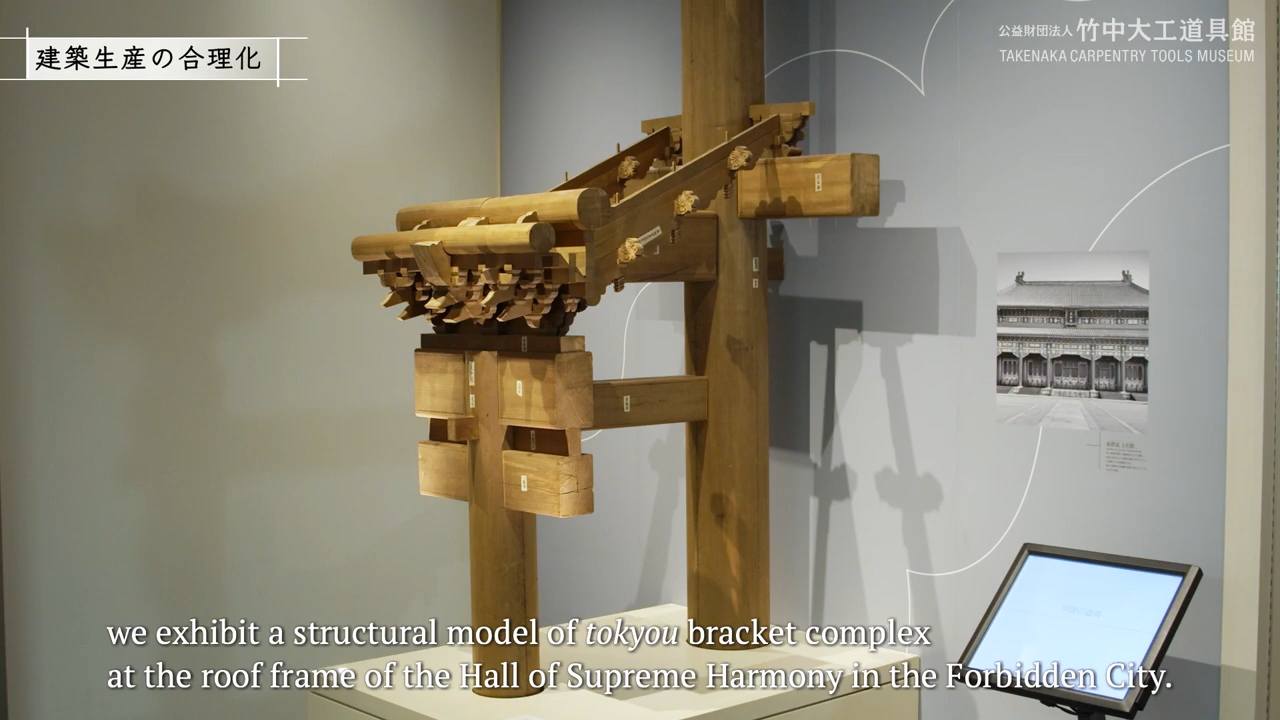 建築生産の合理化
公益財団法人 竹中大工道具館
TAKENAKA CARPENTRY TOOLS MUSEUM
we exhibit a structural model of tokyou bracket complex
at the roof frame of the Hall of Supreme Harmony in the Forbidden City.